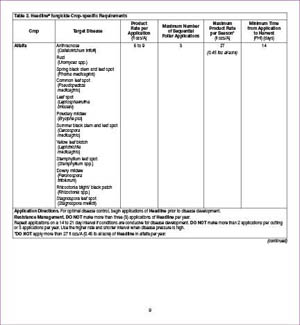 Table 2. Headline® fungicide Crop-specific Requirements
Crop
Target Disease
Product
Rate per
Application
(fl ozs/A)
Maximum Number
of Sequential
Foliar Applications
Maximum
Product Rate
per Season*
(fl ozs/A)
Minimum Time
from Application
to Harvest
(PHI) (days)
Alfalfa
Anthracnose
(Colletotrichum trifolii)
6 to 9
27
(0.45 lbs ai/acre)
14
Rust
(Uromyces spp.)
Spring black stem and leaf spot
(Phoma medicaginis)
Common leaf spot
(Pseudopeziza
medicaginis)
Leaf spot
(Leptosphaerulina
Powdery mildew
Summer black stem and leaf spot
(Cercospora
medicaginis)
Yellow leaf blotch
(Leptotrochila
medicaginis)
Stemphylium leaf spot
(Stemphylium spp.)
Downy mildew
(Peronospora
trifoliorum)
Rhizoctonia blight/ black patch
(Rhizoctonia spp.)
Stagonospora leaf spot
(Stagonospora meliloti)
Application Directions. For optimal disease control, begin applications of Headline prior to disease development.
Resistance Management. DO NOT make more than three (3) applications of Headline per year.
Repeat applications on a 14 to 21 day interval if conditions are conducive for disease development. DO NOT make more than 2 applications per cutting
or 3 applications per year. Use the higher rate and shorter interval when disease pressure is high.
*DO NOT apply more than 27 fl ozs/A (0.45 lb ai/acre) of Headline in alfalfa per year.
(continued)
9